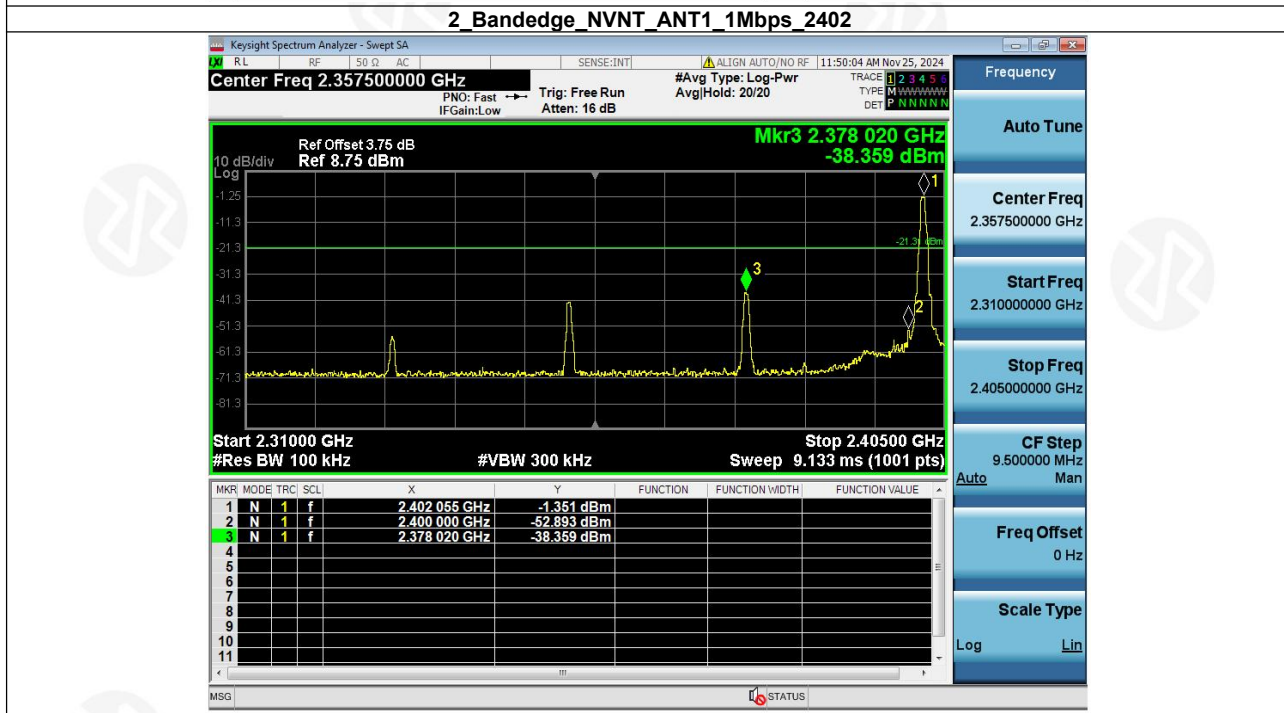 2_Bandedge_NVNT_ANT1_1Mbps_2402
Keysight Spectrum Analyzer - Swept SA
RL RF 50 Ω AC SENSE:INT ALIGN AUTO/NO RF 11:50:04 AM Nov 25, 2024
Center Freq 2.357500000 GHz #Avg Type: Log-Pwr TRACE 1 2 3 4 5 6
PNO: Fast Trig: Free Run Avg|Hold: 20/20 TYPE M WWWWW
IFGain:Low Atten: 16 dB DET P N N N N N
Mkr3 2.378 020 GHz
-38.359 dBm
Ref Offset 3.75 dB
10 dB/div Ref 8.75 dBm
Log
1
-1.25
-11.3
-21.3
dBm
-31.3
3
-41.3
2
-51.3
-61.3
-71.3
-81.3
Start 2.31000 GHz Stop 2.40500 GHz
#Res BW 100 kHz #VBW 300 kHz Sweep 9.133 ms (1001 pts)
MKR MODE TRC SCL X Y FUNCTION FUNCTION WIDTH FUNCTION VALUE
1 N 1 f 2.402 055 GHz -1.351 dBm
2 N 1 f 2.400 000 GHz -52.893 dBm
3 N 1 f 2.378 020 GHz -38.359 dBm
4
5
6
7
8
9
10
11
MSG STATUS
Frequency
Auto Tune
Center Freq
2.357500000 GHz
Start Freq
2.310000000 GHz
Stop Freq
2.405000000 GHz
CF Step
9.500000 MHz
Auto Man
Freq Offset
0 Hz
Scale Type
Log Lin